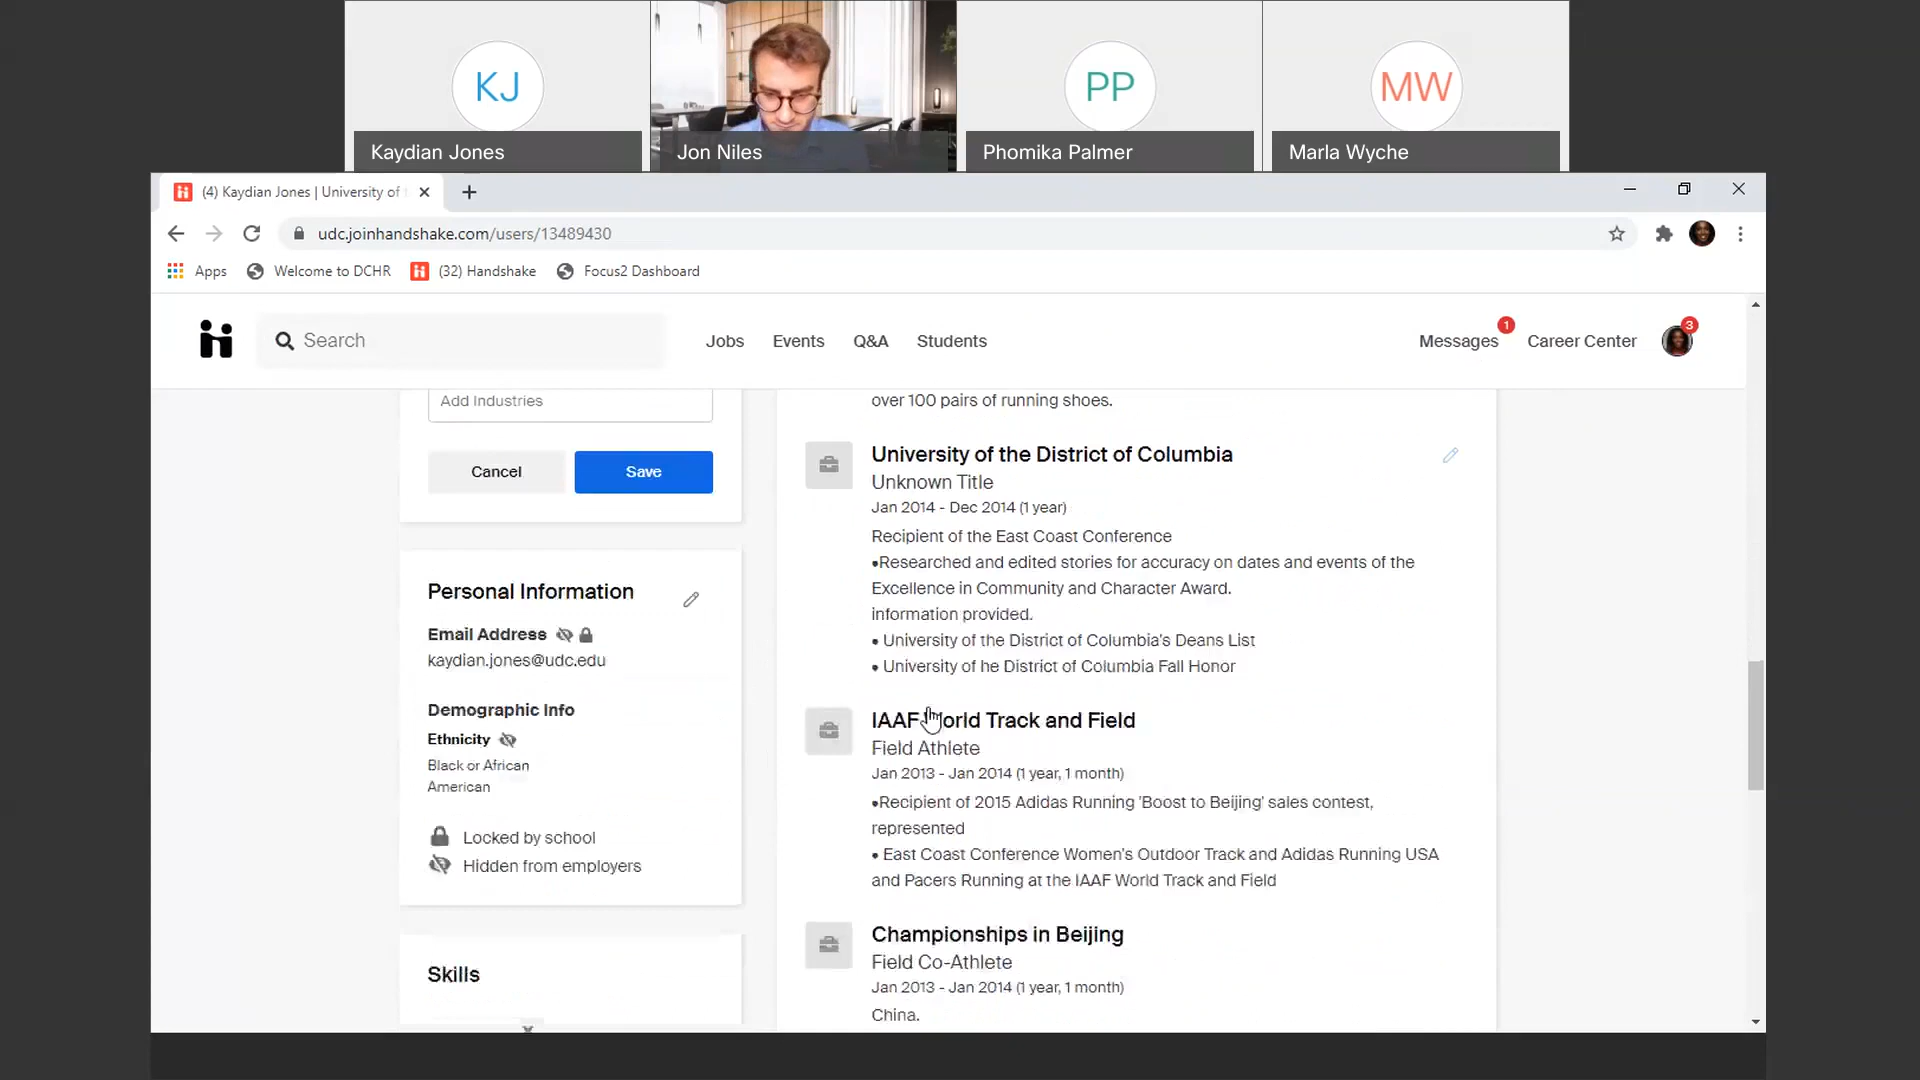 KJ
PP
MW
Kaydian Jones
Jon Niles
Phomika Palmer
Marla Wyche
(4) Kaydian Jones | University of
udc.joinhandshake.com/users/13489430
Apps
Welcome to DCHR
(32) Handshake
Focus2 Dashboard
Search
Jobs
Events
Q&A
Students
Messages
1
Career Center
3
Add Industries
Cancel
Save
Personal Information
Email Address
kaydian.jones@udc.edu
Demographic Info
Ethnicity
Black or African
American
Locked by school
Hidden from employers
Skills
over 100 pairs of running shoes.
University of the District of Columbia
Unknown Title
Jan 2014 - Dec 2014 (1 year)
Recipient of the East Coast Conference
•Researched and edited stories for accuracy on dates and events of the
Excellence in Community and Character Award.
information provided.
• University of the District of Columbia's Deans List
• University of he District of Columbia Fall Honor
IAAF World Track and Field
Field Athlete
Jan 2013 - Jan 2014 (1 year, 1 month)
•Recipient of 2015 Adidas Running 'Boost to Beijing' sales contest,
represented
• East Coast Conference Women's Outdoor Track and Adidas Running USA
and Pacers Running at the IAAF World Track and Field
Championships in Beijing
Field Co-Athlete
Jan 2013 - Jan 2014 (1 year, 1 month)
China.